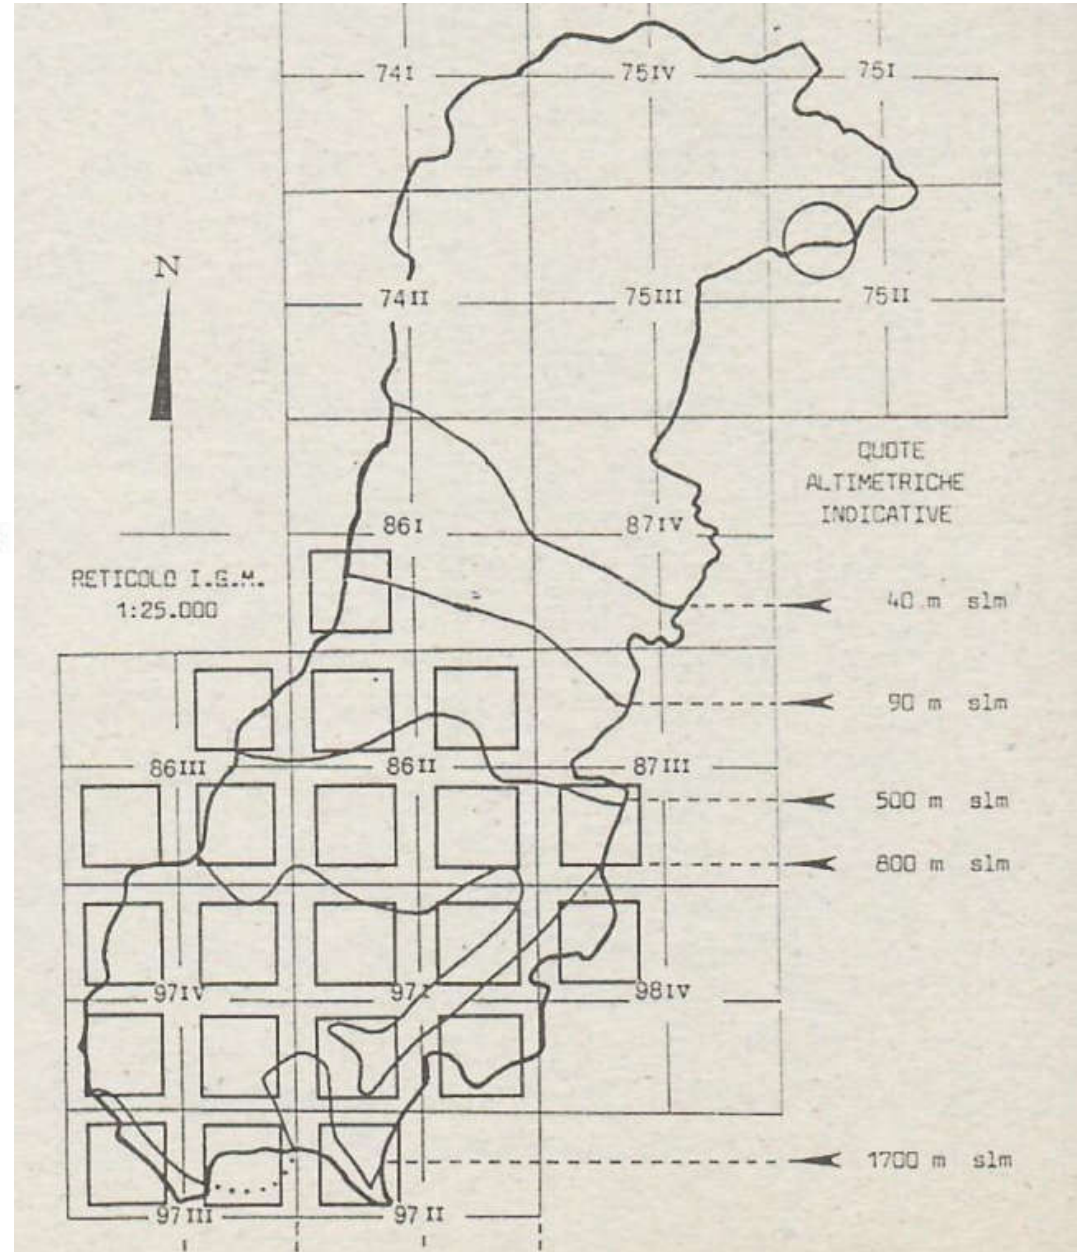 74I 75IV 75I
N
74II 75III 75II
QUOTE
ALTIMETRICHE
INDICATIVE
86I 87IV
RETICOLO I.G.M.
1:25.000
40 m slm
90 m slm
86III 86II 87III
500 m slm
800 m slm
97IV 97I 98IV
1700 m slm
97III 97II